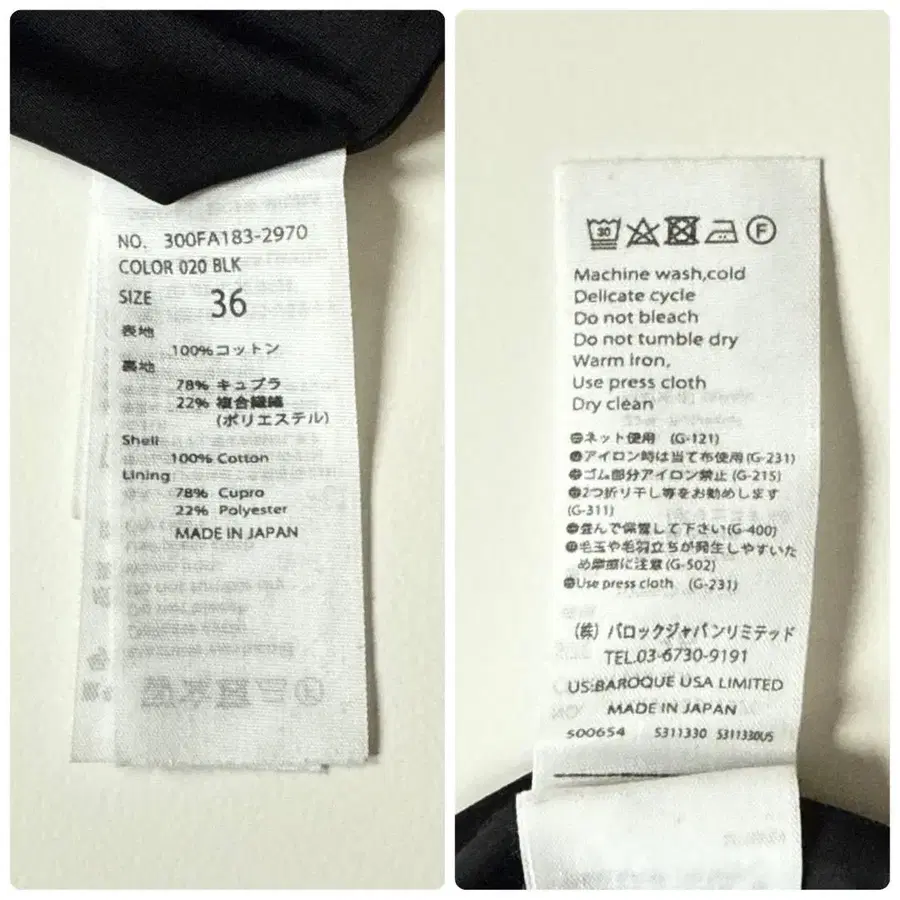 NO. 300FA183-2970
COLOR 020 BLK
SIZE 36
表地
100%コットン
裏地
78% キュプラ
22% 複合繊維
(ポリエステル)
Shell
100% Cotton
Lining
78% Cupro
22% Polyester
MADE IN JAPAN
30
F
Machine wash,cold
Delicate cycle
Do not bleach
Do not tumble dry
Warm iron,
Use press cloth
Dry clean
●ネット使用 (G-121)
●アイロン時は当て布使用(G-231)
●ゴム部分アイロン禁止(G-215)
●2つ折り干し等をお勧めします
(G-311)
●畳んで保管して下さい(G-400)
●毛玉や毛羽立ちが発生しやすいた
め摩擦に注意(G-502)
●Use press cloth (G-231)
(株) バロックジャパンリミテッド
TEL.03-6730-9191
US:BAROQUE USA LIMITED
MADE IN JAPAN
500654 5311330 5311330US